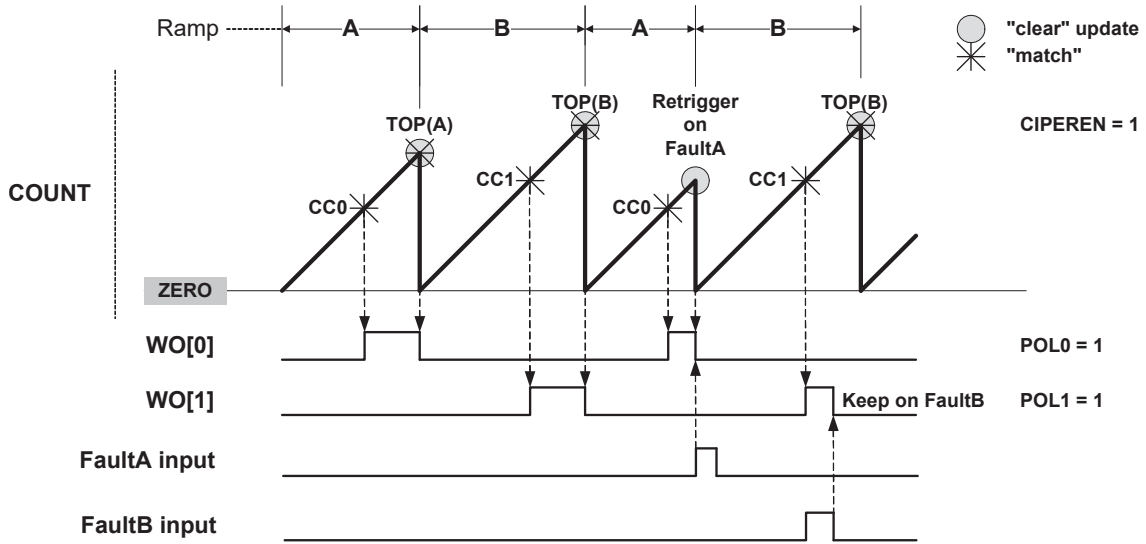 Ramp A B A B
"clear" update
"match"
TOP(A) TOP(B) Retrigger on FaultA TOP(B) CIPEREN = 1
COUNT
CC0 CC1 CC0 CC1
ZERO
WO[0] POL0 = 1
WO[1] Keep on FaultB POL1 = 1
FaultA input
FaultB input